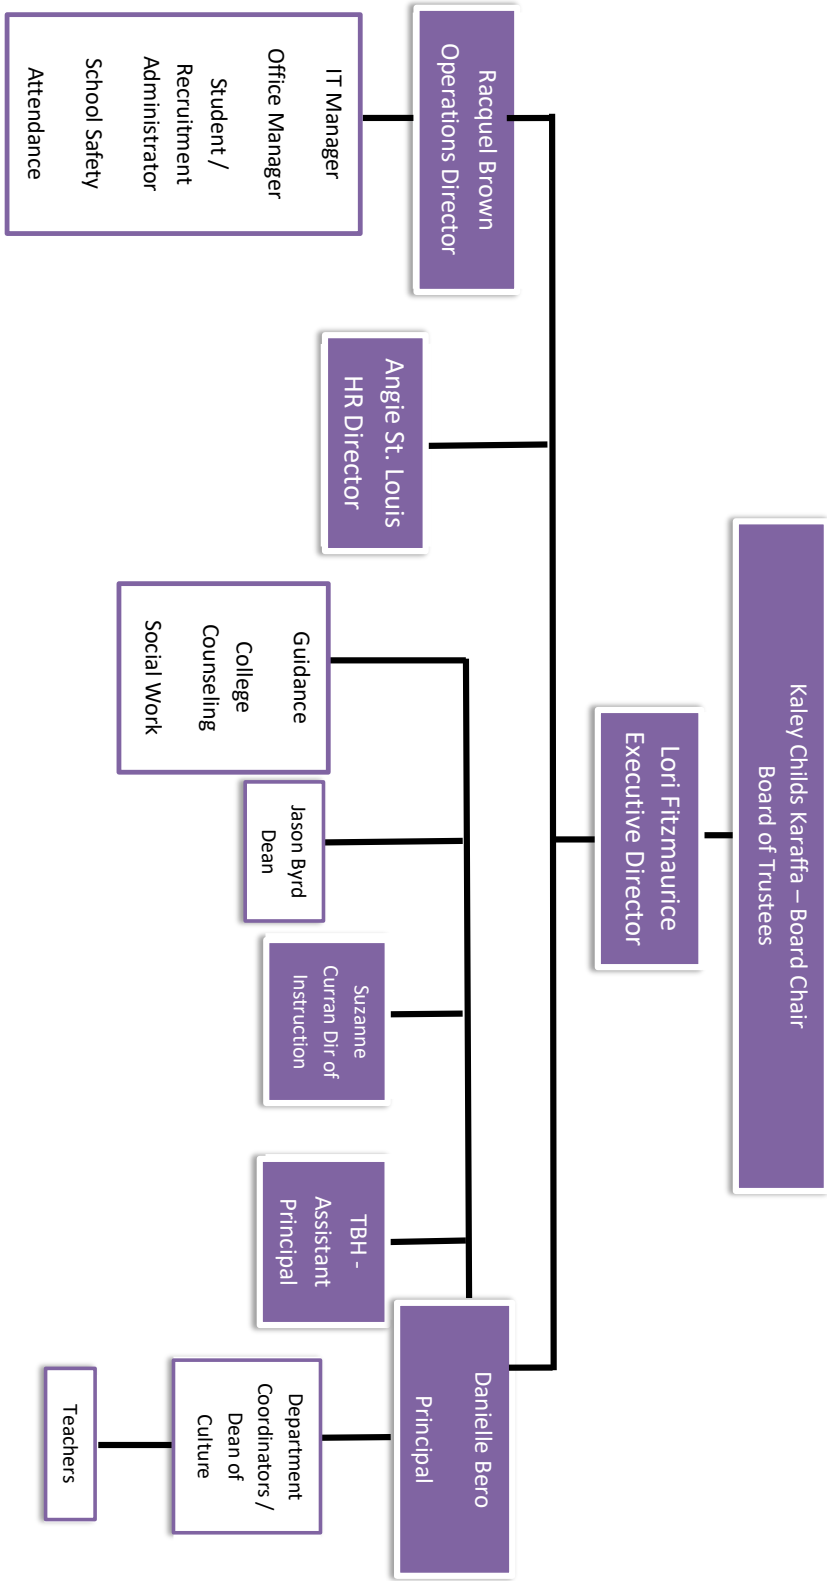 Kaley Childs Karaffa – Board Chair
Board of Trustees
Lori Fitzmaurice
Executive Director
Racquel Brown
Operations Director
IT Manager
Office Manager
Student /
Recruitment
Administrator
School Safety
Attendance
Angie St. Louis
HR Director
Danielle Bero
Principal
Guidance
College
Counseling
Social Work
Jason Byrd
Dean
Suzanne
Curran Dir of
Instruction
TBH -
Assistant
Principal
Department
Coordinators /
Dean of
Culture
Teachers